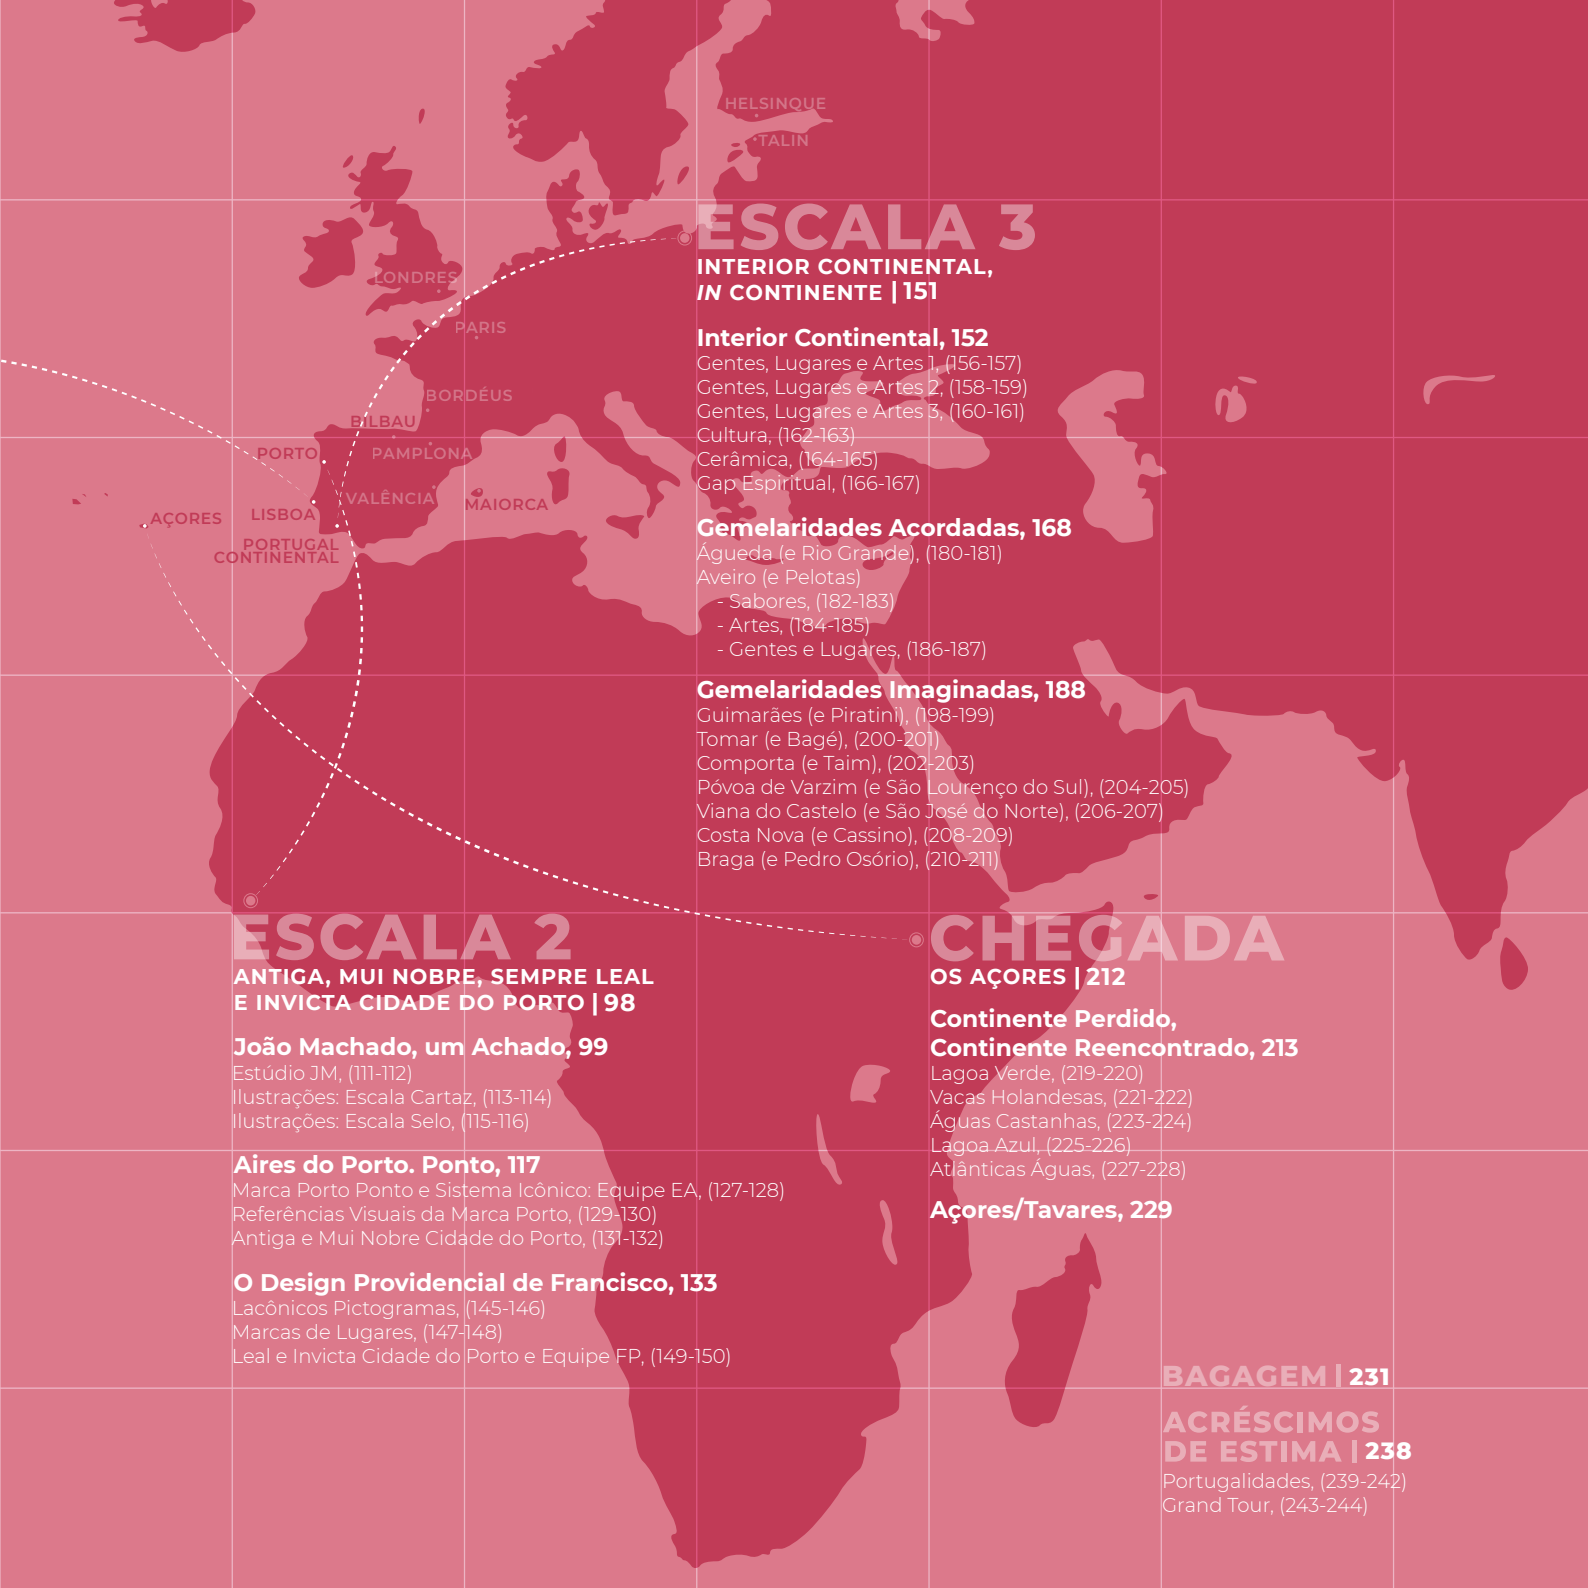 HELSINQUE
TALIN
LONDRES
PARIS
BORDÉUS
BILBAU
PORTO
PAMPLONA
VALÊNCIA
MAIORCA
AÇORES
LISBOA
PORTUGAL
CONTINENTAL
ESCALA 3
INTERIOR CONTINENTAL,
IN CONTINENTE | 151
Interior Continental, 152
Gentes, Lugares e Artes 1, (156-157)
Gentes, Lugares e Artes 2, (158-159)
Gentes, Lugares e Artes 3, (160-161)
Cultura, (162-163)
Cerâmica, (164-165)
Gap Espiritual, (166-167)
Gemelaridades Acordadas, 168
Águeda (e Rio Grande), (180-181)
Aveiro (e Pelotas)
- Sabores, (182-183)
- Artes, (184-185)
- Gentes e Lugares, (186-187)
Gemelaridades Imaginadas, 188
Guimarães (e Piratini), (198-199)
Tomar (e Bagé), (200-201)
Comporta (e Taim), (202-203)
Póvoa de Varzim (e São Lourenço do Sul), (204-205)
Viana do Castelo (e São José do Norte), (206-207)
Costa Nova (e Cassino), (208-209)
Braga (e Pedro Osório), (210-211)
ESCALA 2
ANTIGA, MUI NOBRE, SEMPRE LEAL
E INVICTA CIDADE DO PORTO | 98
João Machado, um Achado, 99
Estúdio JM, (111-112)
Ilustrações: Escala Cartaz, (113-114)
Ilustrações: Escala Selo, (115-116)
Aires do Porto. Ponto, 117
Marca Porto Ponto e Sistema Icônico: Equipe EA, (127-128)
Referências Visuais da Marca Porto, (129-130)
Antiga e Mui Nobre Cidade do Porto, (131-132)
O Design Providencial de Francisco, 133
Lacônicos Pictogramas, (145-146)
Marcas de Lugares, (147-148)
Leal e Invicta Cidade do Porto e Equipe FP, (149-150)
CHEGADA
OS AÇORES | 212
Continente Perdido,
Continente Reencontrado, 213
Lagoa Verde, (219-220)
Vacas Holandesas, (221-222)
Águas Castanhas, (223-224)
Lagoa Azul, (225-226)
Atlânticas Águas, (227-228)
Açores/Tavares, 229
BAGAGEM | 231
ACRÉSCIMOS
DE ESTIMA | 238
Portugalidades, (239-242)
Grand Tour, (243-244)